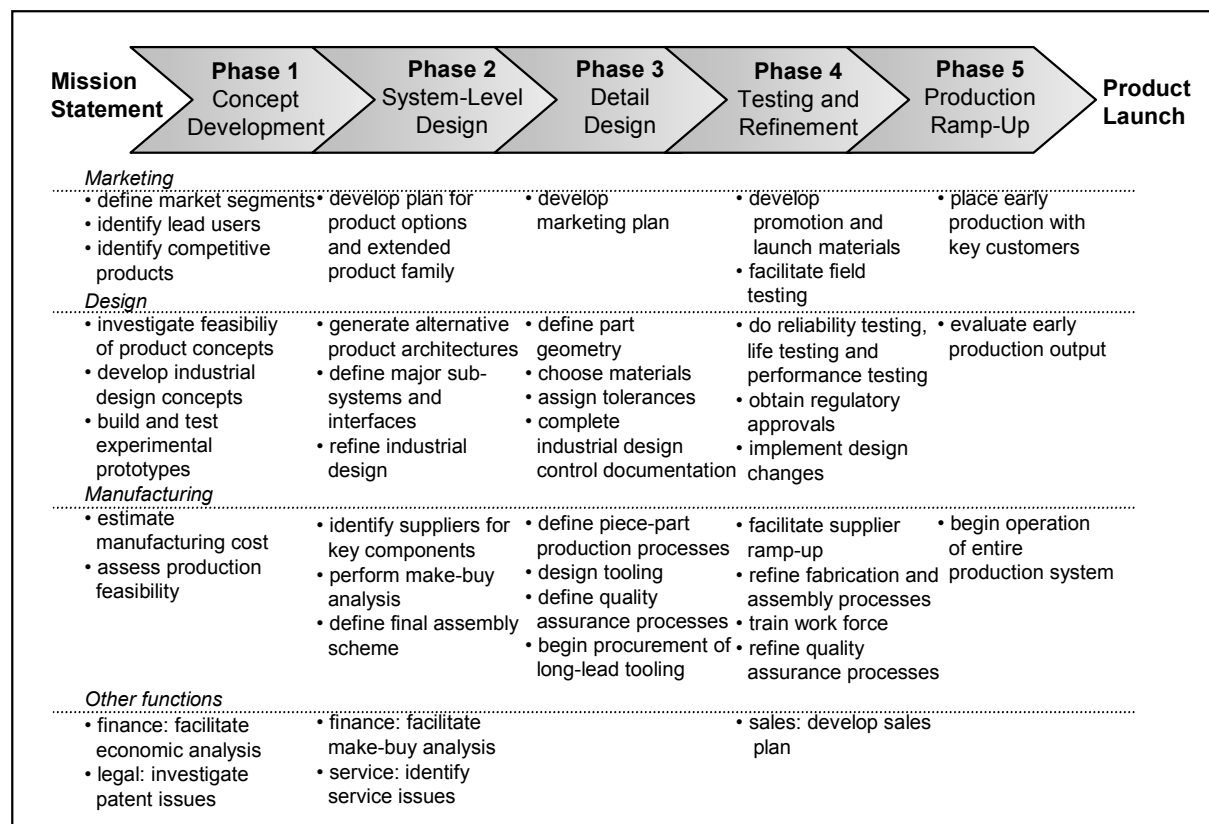 Mission
Statement
Phase 1
Concept
Development
Phase 2
System-Level
Design
Phase 3
Detail
Design
Phase 4
Testing and
Refinement
Phase 5
Production
Ramp-Up
Product
Launch
Marketing
• define market segments
• identify lead users
• identify competitive
products
• develop plan for
product options
and extended
product family
• develop
marketing plan
• develop
promotion and
launch materials
• facilitate field
testing
• place early
production with
key customers
Design
• investigate feasibiliy
of product concepts
• develop industrial
design concepts
• build and test
experimental
prototypes
• generate alternative
product architectures
• define major sub-
systems and
interfaces
• refine industrial
design
• define part
geometry
• choose materials
• assign tolerances
• complete
industrial design
control documentation
• do reliability testing,
life testing and
performance testing
• obtain regulatory
approvals
• implement design
changes
• evaluate early
production output
Manufacturing
• estimate
manufacturing cost
• assess production
feasibility
• identify suppliers for
key components
• perform make-buy
analysis
• define final assembly
scheme
• define piece-part
production processes
• design tooling
• define quality
assurance processes
• begin procurement of
long-lead tooling
• facilitate supplier
ramp-up
• refine fabrication and
assembly processes
• train work force
• refine quality
assurance processes
• begin operation
of entire
production system
Other functions
• finance: facilitate
economic analysis
• legal: investigate
patent issues
• finance: facilitate
make-buy analysis
• service: identify
service issues
• sales: develop sales
plan